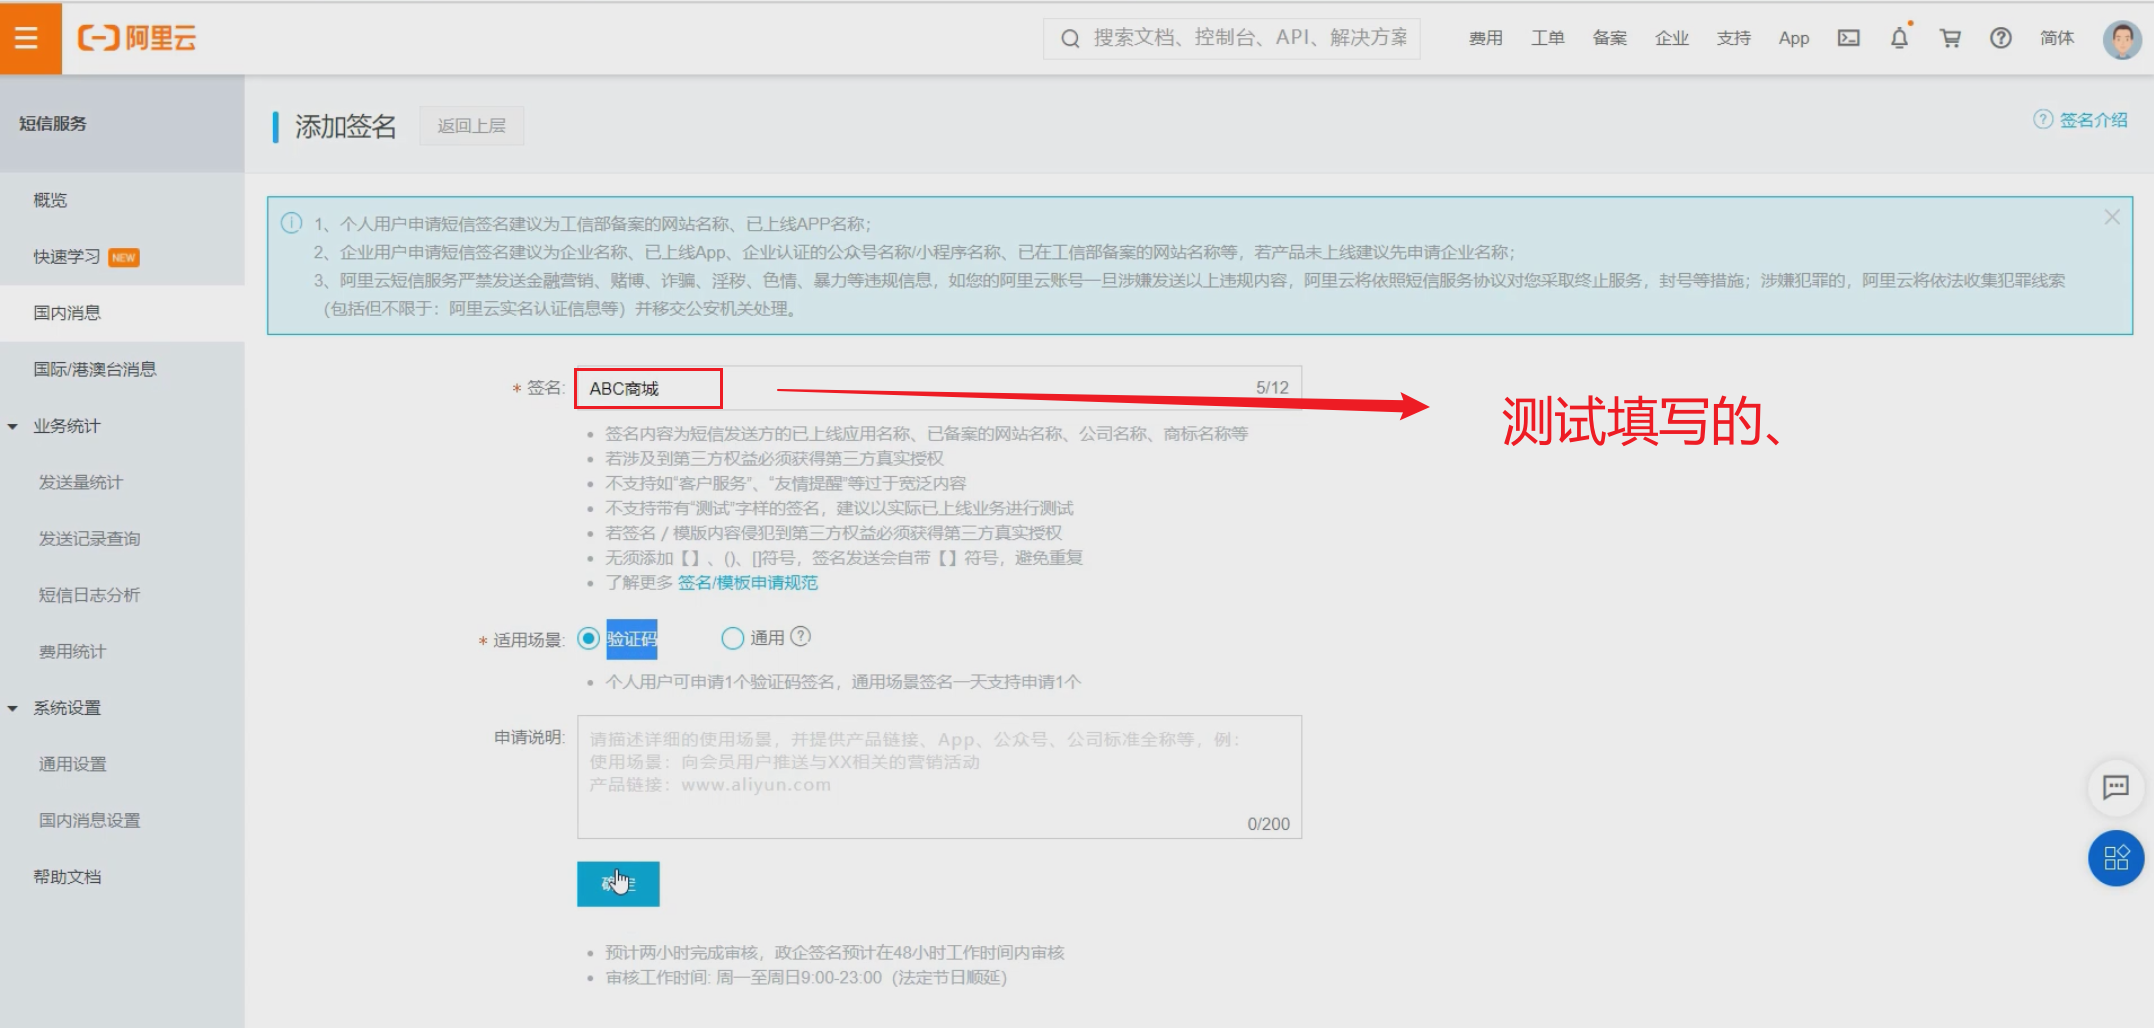 阿里云
搜索文档、控制台、API、解决方案
费用 工单 备案 企业 支持 App 简体
短信服务
概览
快速学习 NEW
国内消息
国际/港澳台消息
业务统计
发送量统计
发送记录查询
短信日志分析
费用统计
系统设置
通用设置
国内消息设置
帮助文档
添加签名 返回上层
签名介绍
1、个人用户申请短信签名建议为工信部备案的网站名称、已上线APP名称；
2、企业用户申请短信签名建议为企业名称、已上线App、企业认证的公众号名称/小程序名称、已在工信部备案的网站名称等，若产品未上线建议先申请企业名称；
3、阿里云短信服务严禁发送金融营销、赌博、诈骗、淫秽、色情、暴力等违规信息，如您的阿里云账号一旦涉嫌发送以上违规内容，阿里云将依照短信服务协议对您采取终止服务，封号等措施；涉嫌犯罪的，阿里云将依法收集犯罪线索
（包括但不限于：阿里云实名认证信息等）并移交公安机关处理。
* 签名: ABC商城 5/12
测试填写的、
签名内容为短信发送方的已上线应用名称、已备案的网站名称、公司名称、商标名称等
若涉及到第三方权益必须获得第三方真实授权
不支持如“客户服务”、“友情提醒”等过于宽泛内容
不支持带有“测试”字样的签名，建议以实际已上线业务进行测试
若签名 / 模版内容侵犯到第三方权益必须获得第三方真实授权
无须添加【】、()、[]符号，签名发送会自带【】符号，避免重复
了解更多 签名/模板申请规范
* 适用场景: 验证码 通用
个人用户可申请1个验证码签名，通用场景签名一天支持申请1个
申请说明: 请描述详细的使用场景，并提供产品链接、App、公众号、公司标准全称等，例：
使用场景：向会员用户推送与XX相关的营销活动
产品链接：www.aliyun.com
0/200
预计两小时完成审核，政企签名预计在48小时工作时间内审核
审核工作时间: 周一至周日9:00-23:00（法定节日顺延）